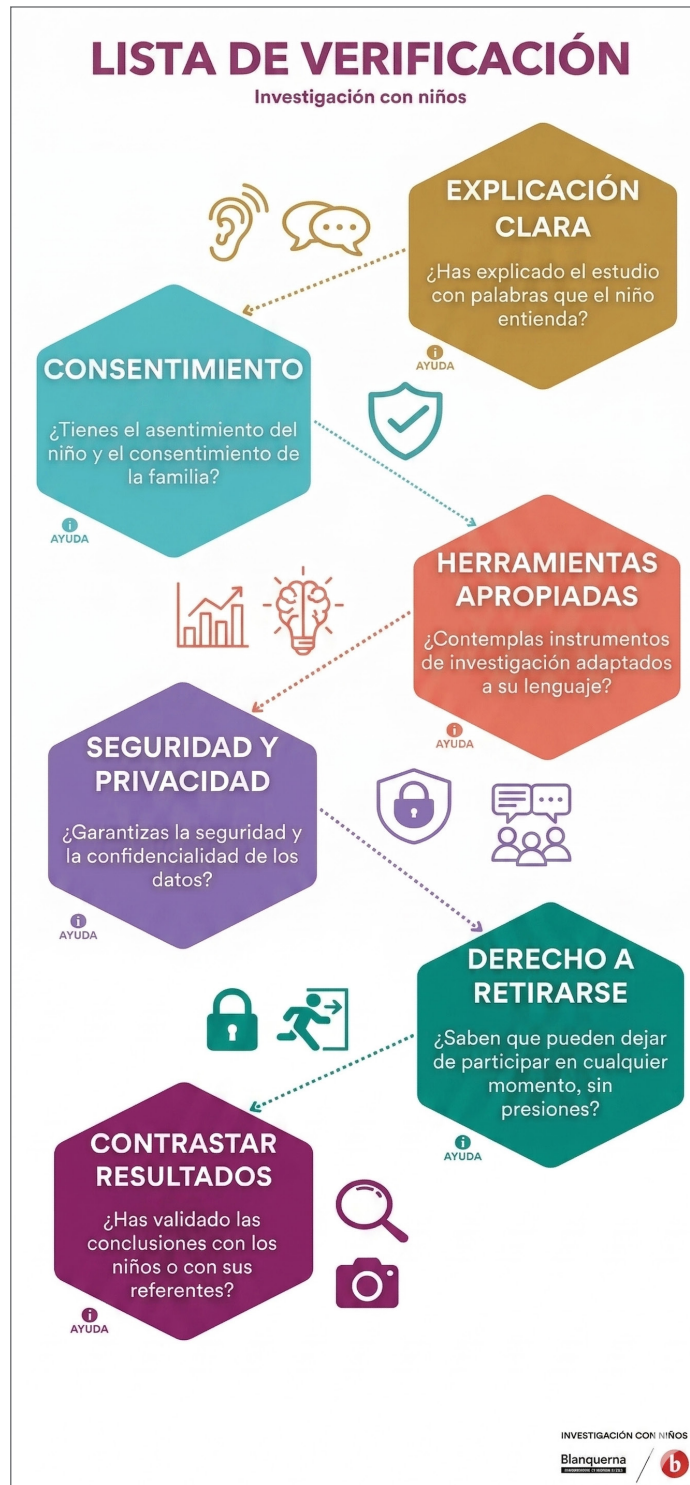 LISTA DE VERIFICACIÓN
Investigación con niños
EXPLICACIÓN
CLARA
¿Has explicado el estudio
con palabras que el niño
entienda?
i
AYUDA
CONSENTIMIENTO
¿Tienes el asentimiento del
niño y el consentimiento de
la familia?
i
AYUDA
HERRAMIENTAS
APROPIADAS
¿Contemplas instrumentos
de investigación adaptados
a su lenguaje?
i
AYUDA
SEGURIDAD Y
PRIVACIDAD
¿Garantizas la seguridad y
la confidencialidad de los
datos?
i
AYUDA
DERECHO A
RETIRARSE
¿Saben que pueden dejar
de participar en cualquier
momento, sin
presiones?
i
AYUDA
CONTRASTAR
RESULTADOS
¿Has validado las
conclusiones con los
niños o con sus
referentes?
i
AYUDA
INVESTIGACIÓN CON NIÑOS
Blanquerna
b